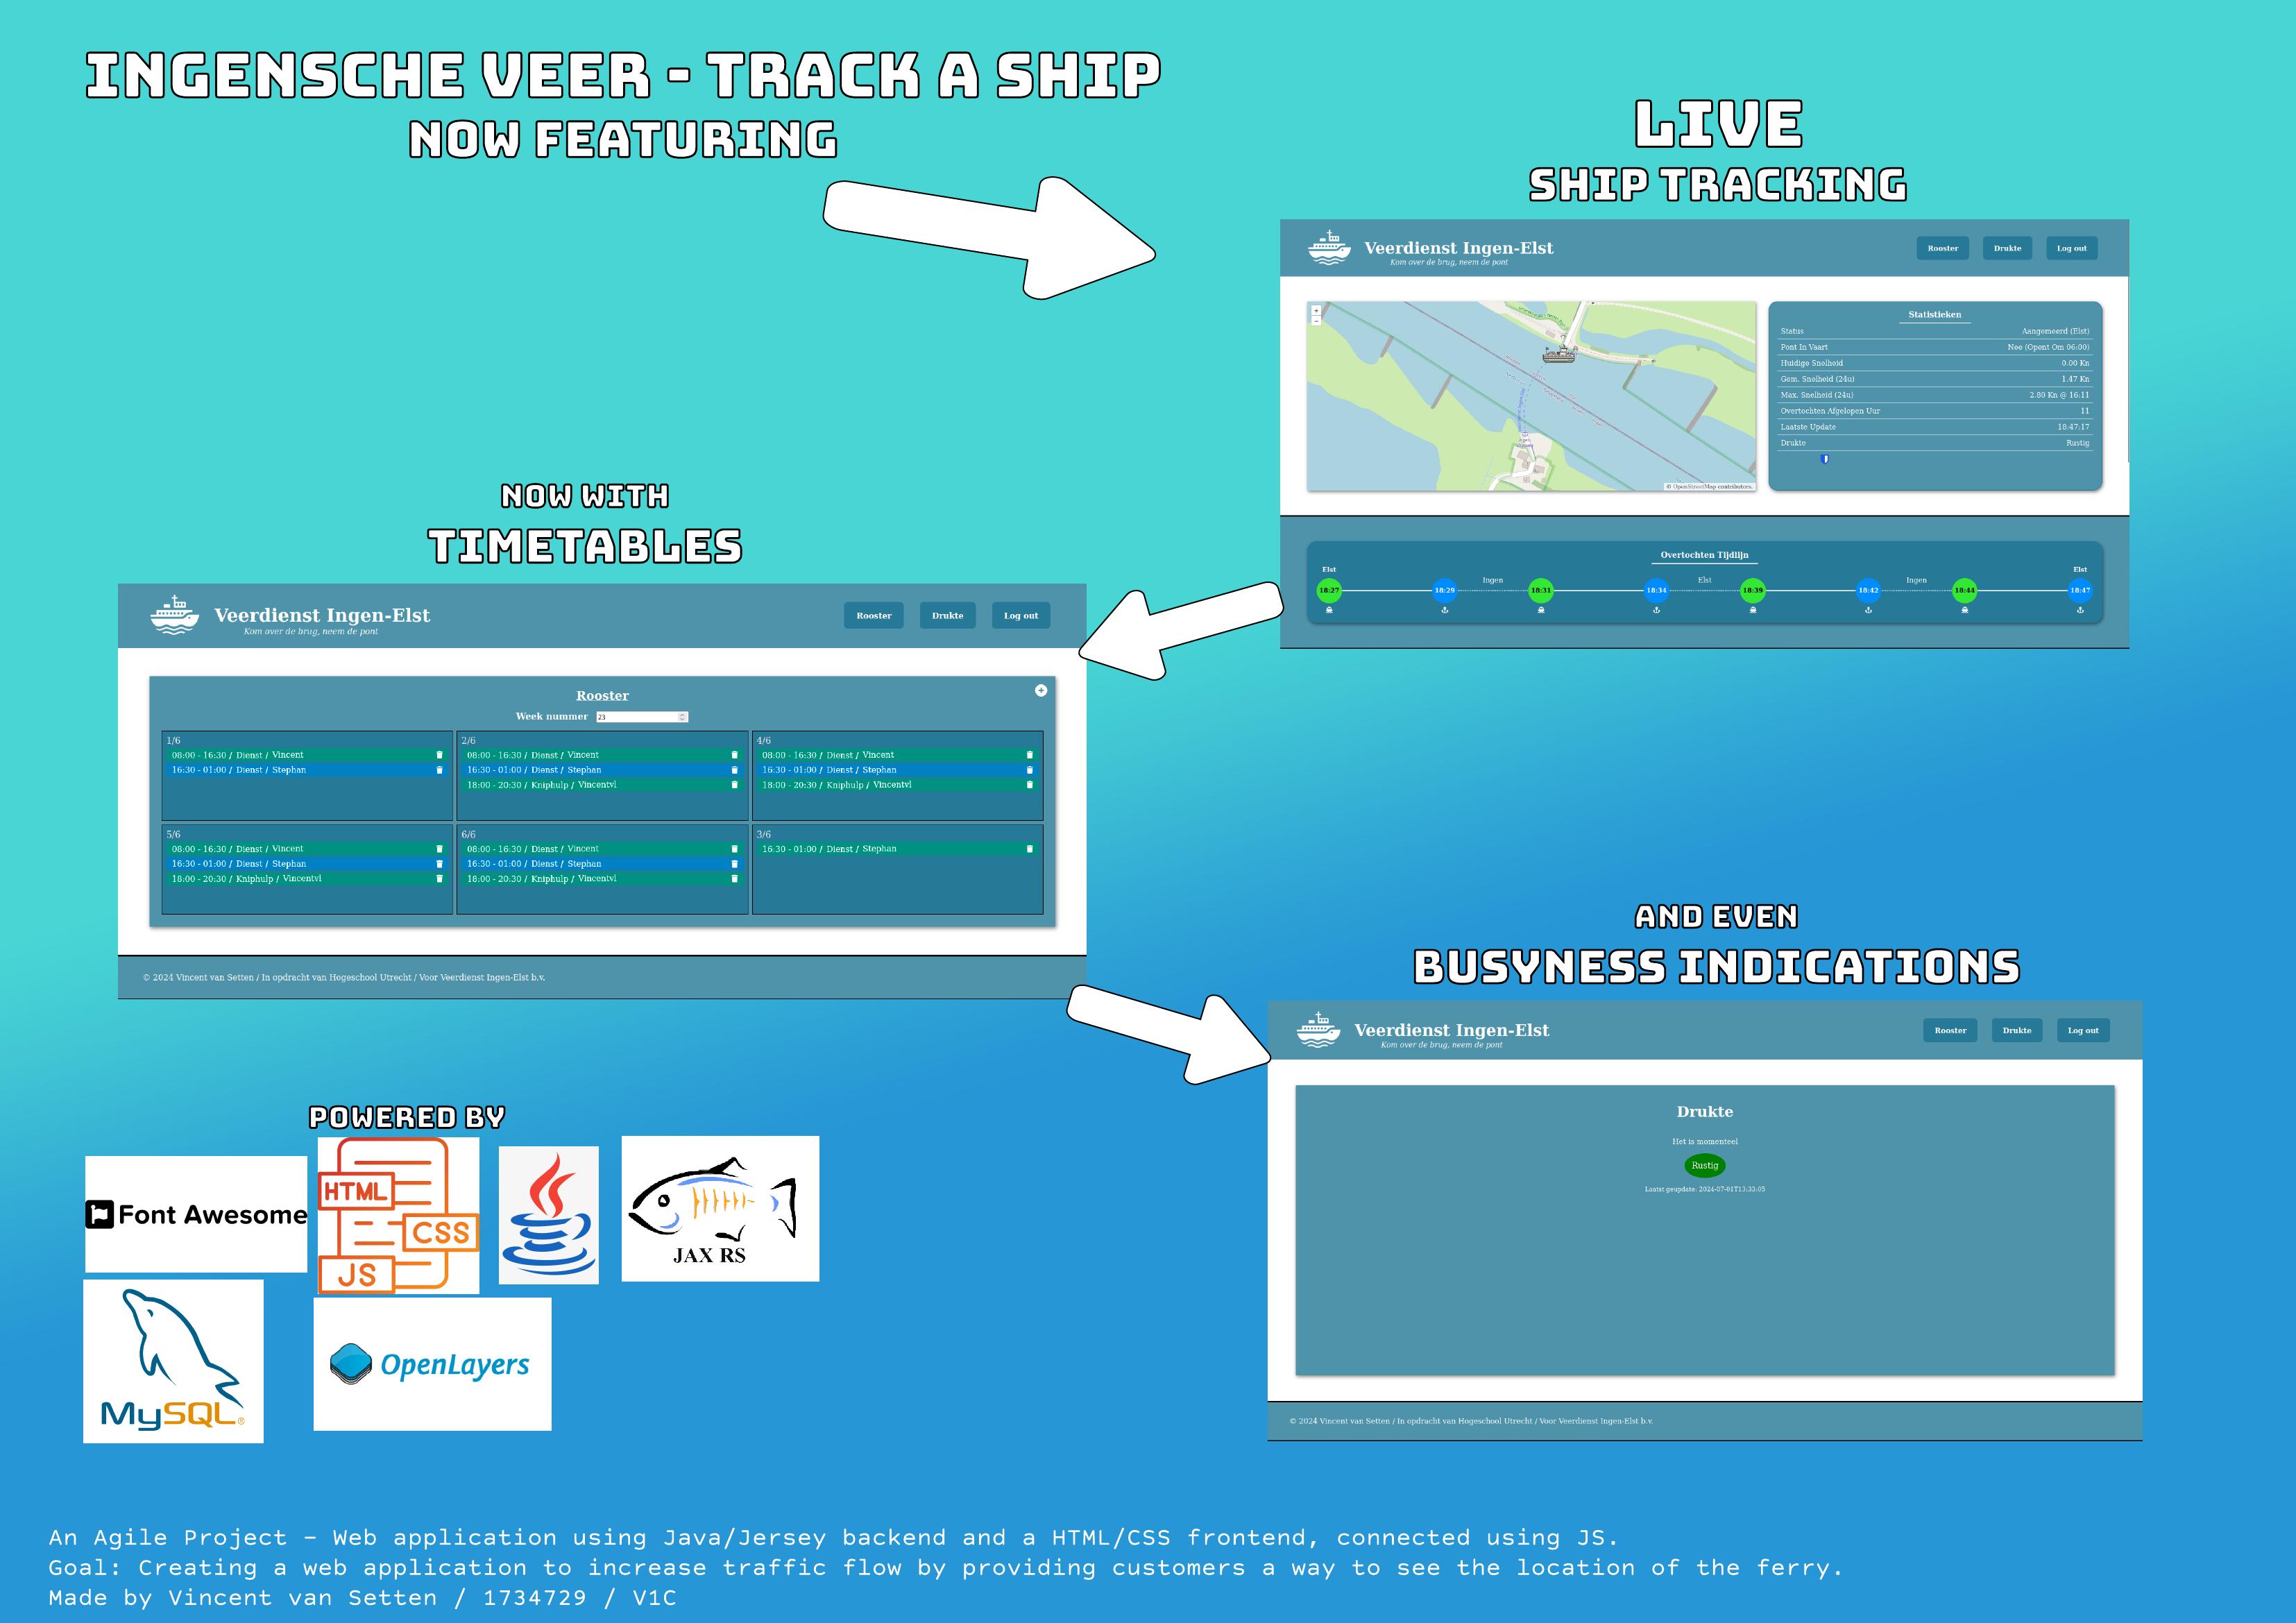 INGENSCHE VEER - TRACK A SHIP
NOW FEATURING
LIVE
SHIP TRACKING
Veerdienst Ingen-Elst
Kom over de brug, neem de pont
Rooster
Drukte
Log out
+
−
© OpenStreetMap contributors.
Statistieken
Status Aangemeerd (Elst)
Pont In Vaart Nee (Opent Om 06:00)
Huidige Snelheid 0.00 Kn
Gem. Snelheid (24u) 1.47 Kn
Max. Snelheid (24u) 2.80 Kn @ 16:11
Overtochten Afgelopen Uur 11
Laatste Update 18:47:17
Drukte Rustig
Overtochten Tijdlijn
Elst Ingen Elst Ingen Elst
18:27 18:29 18:31 18:34 18:39 18:42 18:44 18:47
NOW WITH
TIMETABLES
Veerdienst Ingen-Elst
Kom over de brug, neem de pont
Rooster
Drukte
Log out
Rooster
Week nummer 23
1/6
08:00 - 16:30 / Dienst / Vincent
16:30 - 01:00 / Dienst / Stephan
2/6
08:00 - 16:30 / Dienst / Vincent
16:30 - 01:00 / Dienst / Stephan
18:00 - 20:30 / Kniphulp / Vincentvl
4/6
08:00 - 16:30 / Dienst / Vincent
16:30 - 01:00 / Dienst / Stephan
18:00 - 20:30 / Kniphulp / Vincentvl
5/6
08:00 - 16:30 / Dienst / Vincent
16:30 - 01:00 / Dienst / Stephan
18:00 - 20:30 / Kniphulp / Vincentvl
6/6
08:00 - 16:30 / Dienst / Vincent
16:30 - 01:00 / Dienst / Stephan
18:00 - 20:30 / Kniphulp / Vincentvl
3/6
16:30 - 01:00 / Dienst / Stephan
© 2024 Vincent van Setten / In opdracht van Hogeschool Utrecht / Voor Veerdienst Ingen-Elst b.v.
AND EVEN
BUSYNESS INDICATIONS
Veerdienst Ingen-Elst
Kom over de brug, neem de pont
Rooster
Drukte
Log out
Drukte
Het is momenteel
Rustig
Laatst geupdate: 2024-07-01T13:33:05
© 2024 Vincent van Setten / In opdracht van Hogeschool Utrecht / Voor Veerdienst Ingen-Elst b.v.
POWERED BY
Font Awesome
HTML
CSS
JS
JAX RS
MySQL®
OpenLayers
An Agile Project - Web application using Java/Jersey backend and a HTML/CSS frontend, connected using JS.
Goal: Creating a web application to increase traffic flow by providing customers a way to see the location of the ferry.
Made by Vincent van Setten / 1734729 / V1C